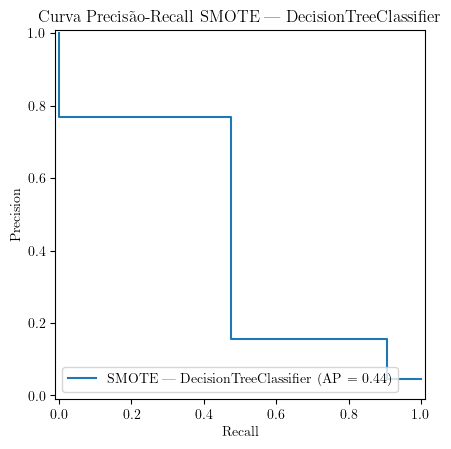 Curva Precisão-Recall SMOTE — DecisionTreeClassifier
1.0
0.8
0.6
0.4
0.2
0.0
Precision
SMOTE — DecisionTreeClassifier (AP = 0.44)
0.0 0.2 0.4 0.6 0.8 1.0
Recall